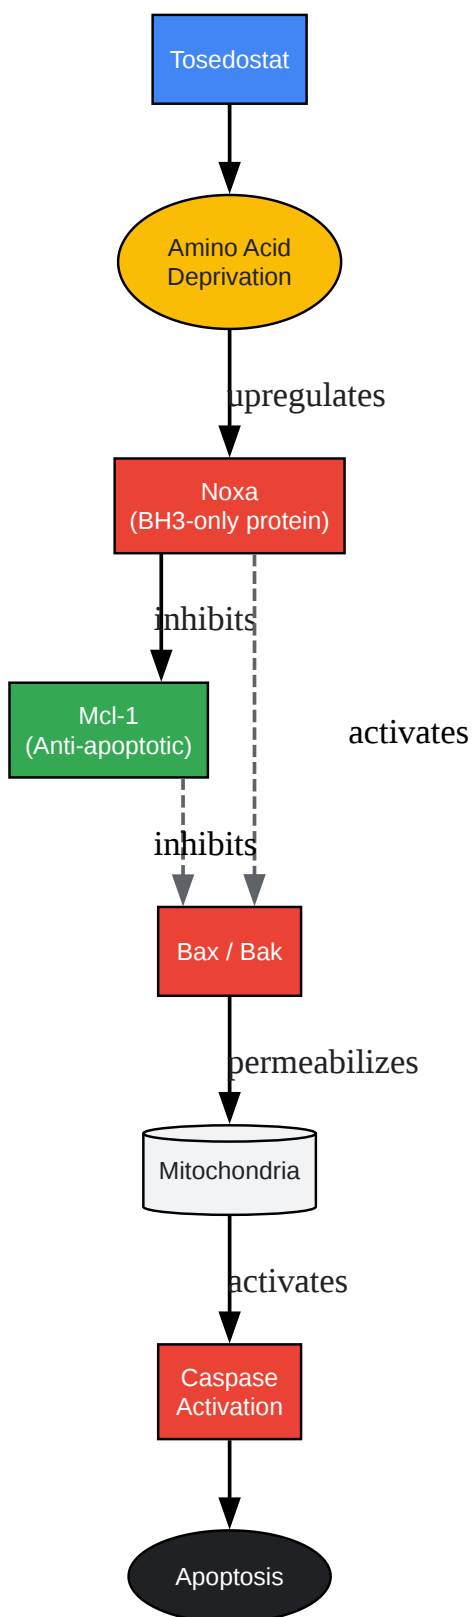 Tosedostat
Amino Acid
Deprivation
upregulates
Noxa
(BH3-only protein)
inhibits
Mcl-1
(Anti-apoptotic)
activates
inhibits
Bax / Bak
permeabilizes
Mitochondria
activates
Caspase
Activation
Apoptosis